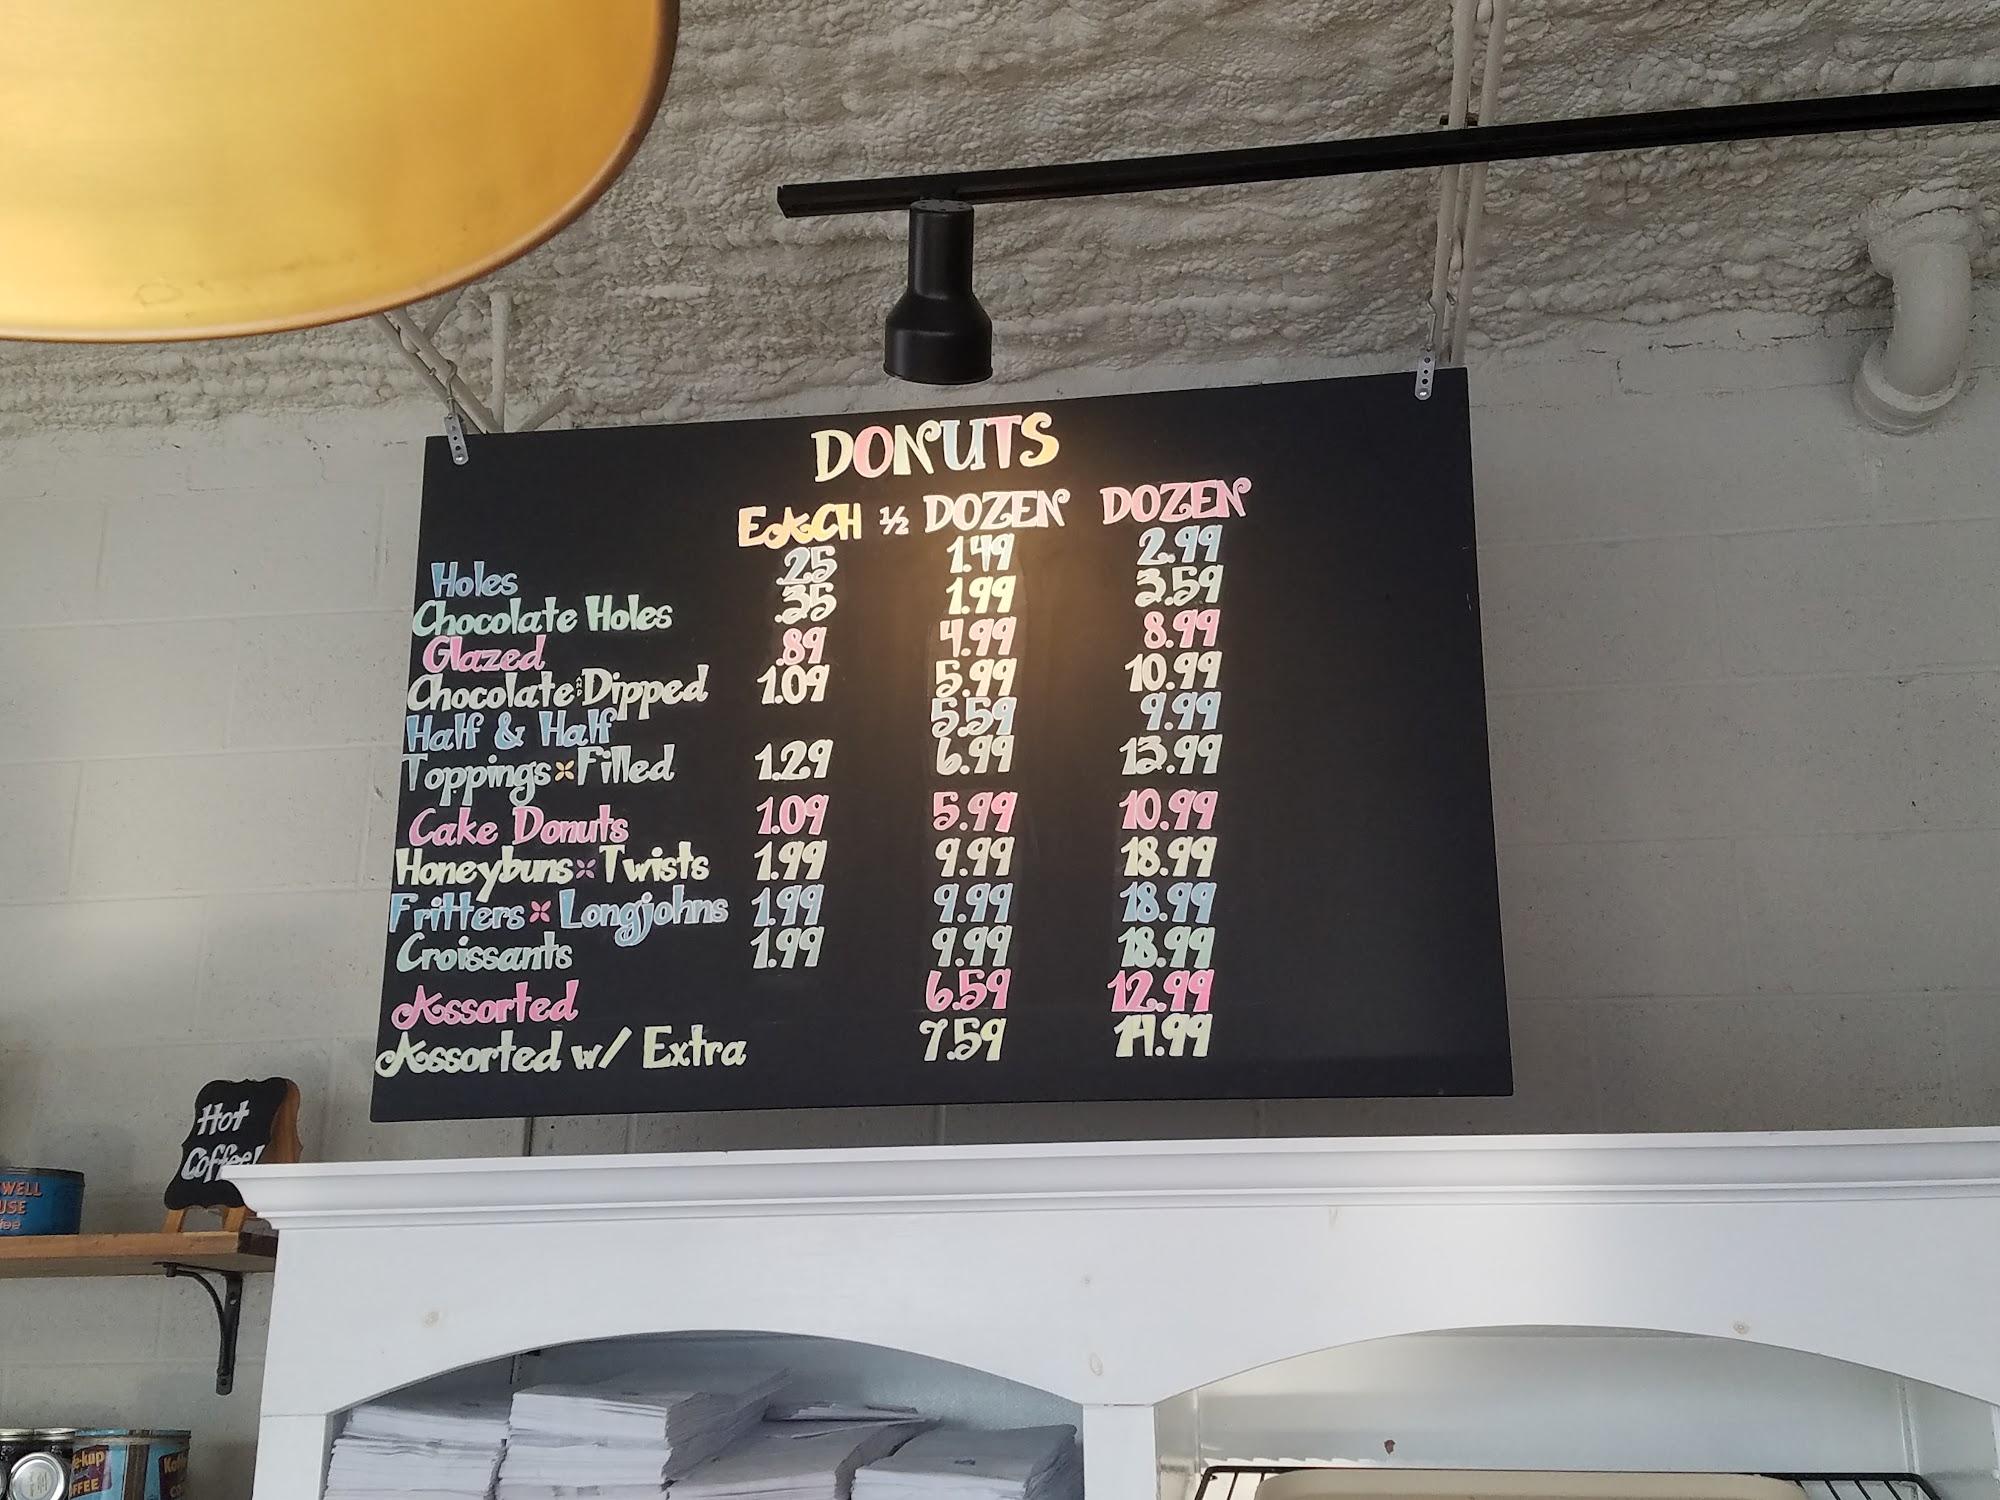 DONUTS
EACH ½ DOZEN DOZEN
Holes .25 1.49 2.99
Chocolate Holes .35 1.99 3.59
Glazed .89 4.99 8.99
Chocolate Dipped 1.09 5.99 10.99
Half & Half 5.59 9.99
Toppings Filled 1.29 6.99 13.99
Cake Donuts 1.09 5.99 10.99
Honeybuns Twists 1.99 9.99 18.99
Fritters Longjohns 1.99 9.99 18.99
Croissants 1.99 9.99 18.99
Assorted 6.59 12.99
Assorted w/ Extra 7.59 14.99
Hot
Coffee!
WELL
USE